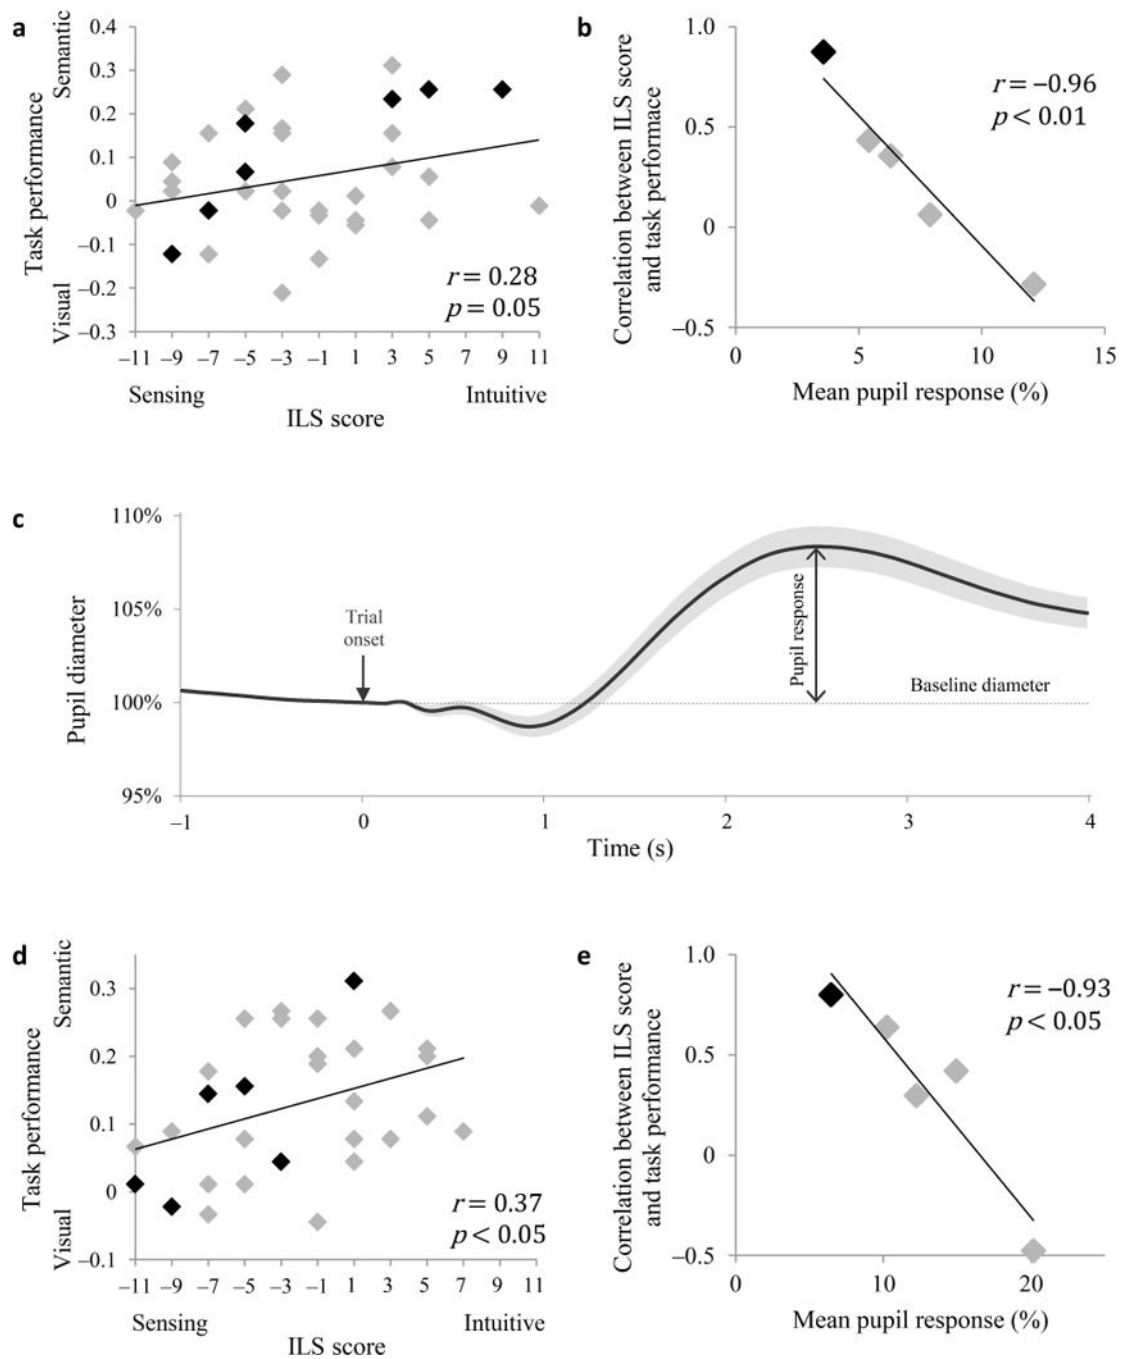 a
Semantic
Task performance
Visual
0.4
0.3
0.2
0.1
0
–0.1
–0.2
–0.3
r = 0.28
p = 0.05
–11 –9 –7 –5 –3 –1 1 3 5 7 9 11
Sensing Intuitive
ILS score
b
Correlation between ILS score
and task performace
1.0
0.5
0
–0.5
r = –0.96
p < 0.01
0 5 10 15
Mean pupil response (%)
c
Pupil diameter
110%
105%
100%
95%
Trial
onset
Pupil response
Baseline diameter
–1 0 1 2 3 4
Time (s)
d
Semantic
Task performance
Visual
0.3
0.2
0.1
0
–0.1
r = 0.37
p < 0.05
–11 –9 –7 –5 –3 –1 1 3 5 7 9 11
Sensing Intuitive
ILS score
e
Correlation between ILS score
and task performance
1.0
0.5
0
–0.5
r = –0.93
p < 0.05
0 10 20
Mean pupil response (%)